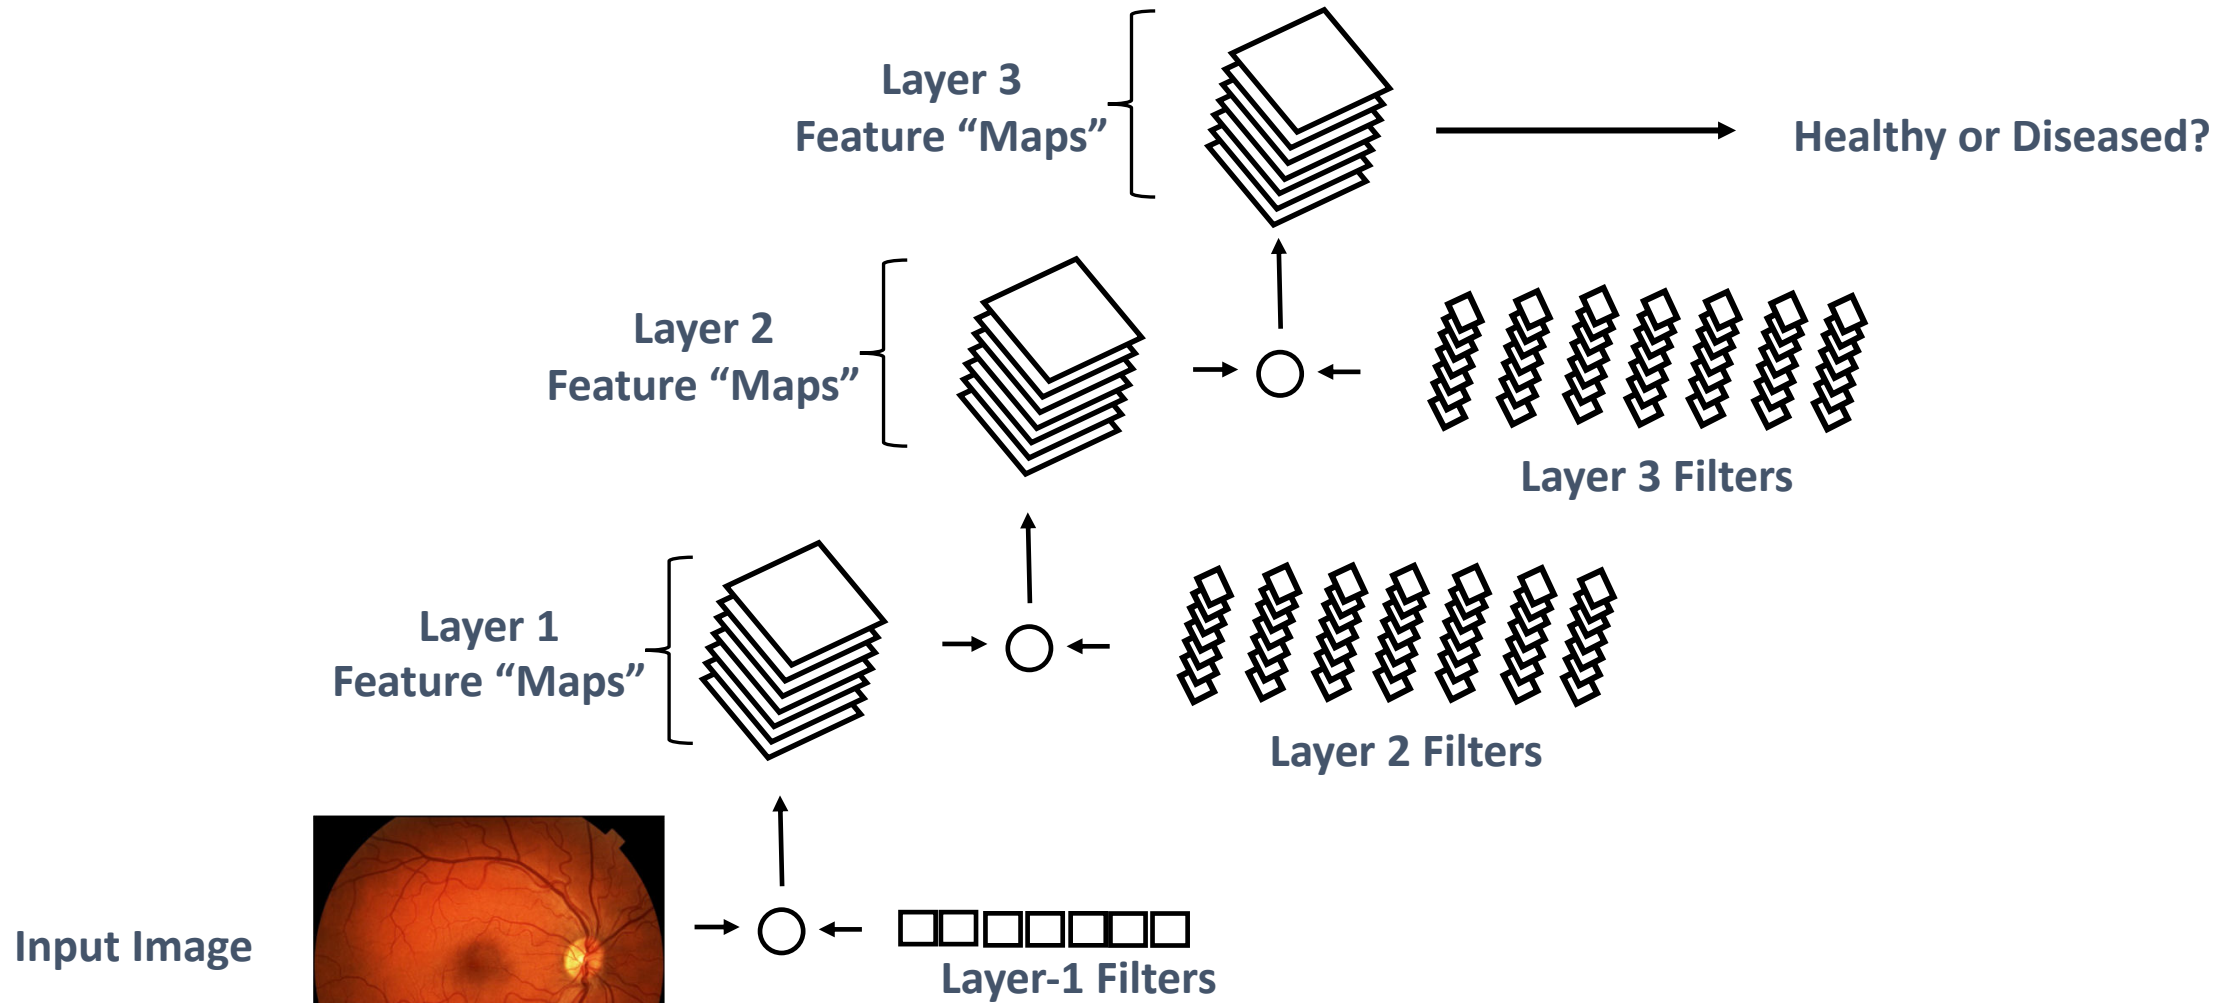 Layer 3
Feature “Maps”
Healthy or Diseased?
Layer 2
Feature “Maps”
Layer 3 Filters
Layer 1
Feature “Maps”
Layer 2 Filters
Input Image
Layer-1 Filters